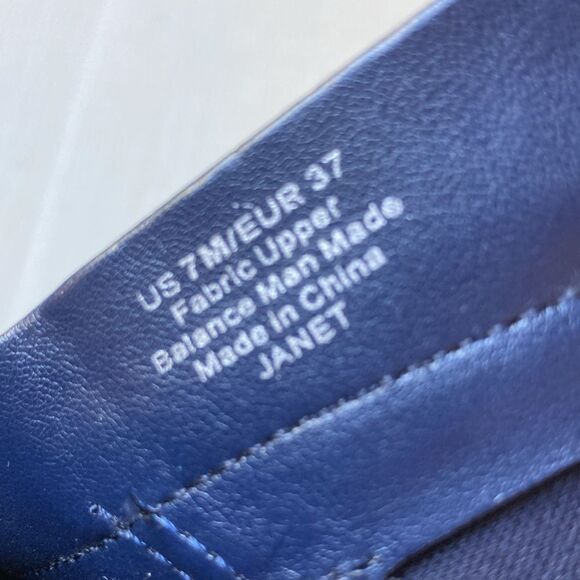 US 7M/EUR 37
Fabric Upper
Balance Man Made
Made in China
JANET